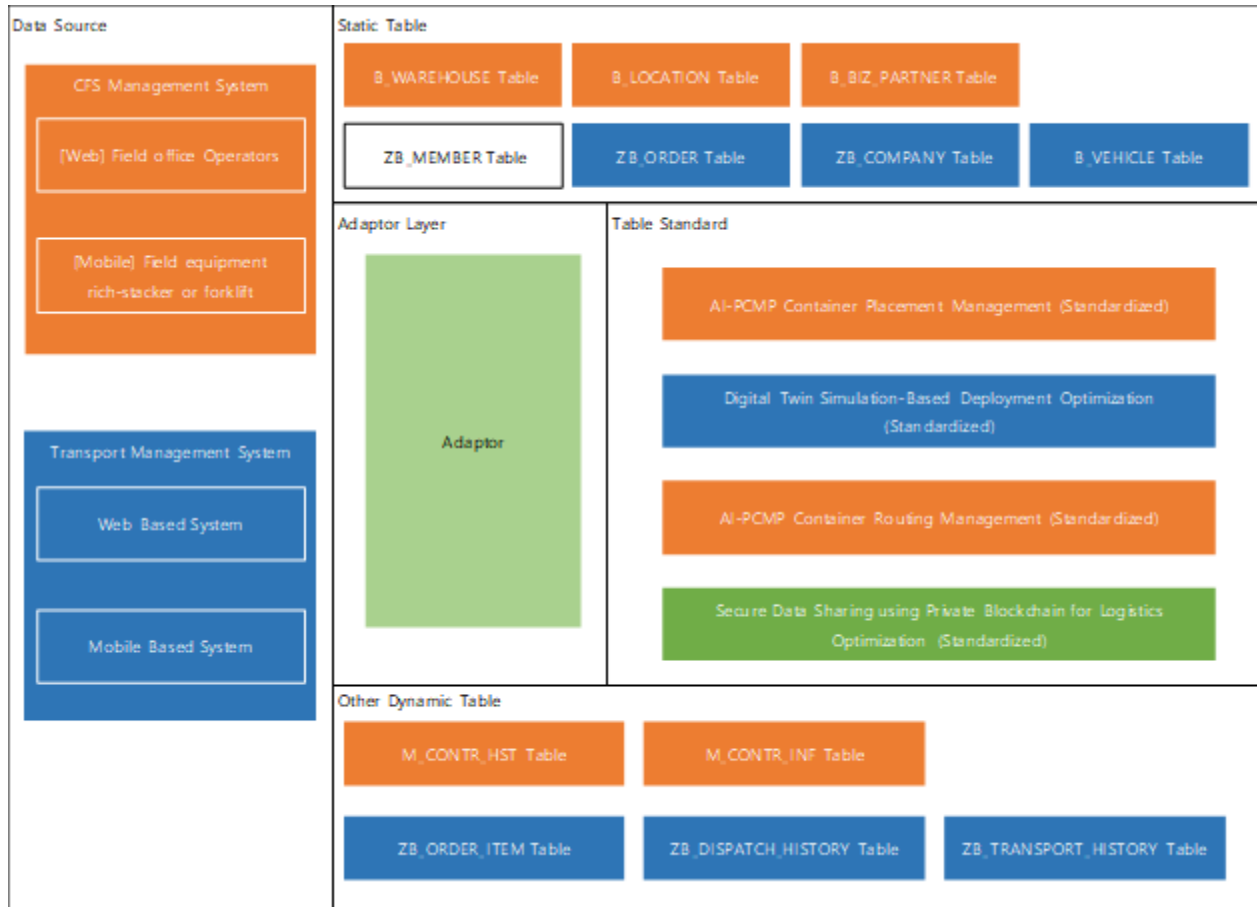 Data Source
CFS Management System
[Web] Field office Operators
[Mobile] Field equipment
rich-stacker or forklift
Transport Management System
Web Based System
Mobile Based System
Static Table
B_WAREHOUSE Table
B_LOCATION Table
B_BIZ_PARTNER Table
ZB_MEMBER Table
ZB_ORDER Table
ZB_COMPANY Table
B_VEHICLE Table
Adaptor Layer
Adaptor
Table Standard
AI-PCMP Container Placement Management (Standardized)
Digital Twin Simulation-Based Deployment Optimization
(Standardized)
AI-PCMP Container Routing Management (Standardized)
Secure Data Sharing using Private Blockchain for Logistics
Optimization (Standardized)
Other Dynamic Table
M_CONTR_HST Table
M_CONTR_INF Table
ZB_ORDER_ITEM Table
ZB_DISPATCH_HISTORY Table
ZB_TRANSPORT_HISTORY Table